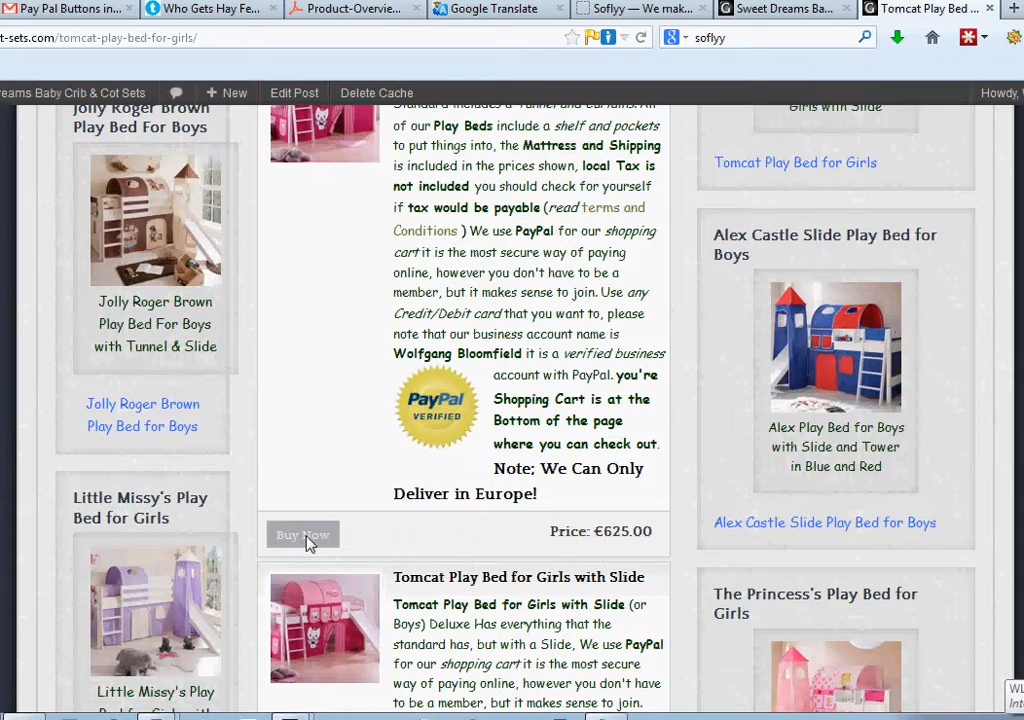 Pay Pal Buttons in...
Who Gets Hay Fe...
Product-Overvie...
Google Translate
Soflyy — We mak...
Sweet Dreams Ba...
Tomcat Play Bed ...
t-sets.com/tomcat-play-bed-for-girls/
soflyy
reams Baby Crib & Cot Sets
New
Edit Post
Delete Cache
Howdy,
Jolly Roger Brown
Play Bed For Boys
Jolly Roger Brown
Play Bed For Boys
with Tunnel & Slide
Jolly Roger Brown
Play Bed for Boys
Little Missy's Play
Bed for Girls
Little Missy's Play
Standard includes a Tunnel and Curtains. All
of our Play Beds include a shelf and pockets
to put things into, the Mattress and Shipping
is included in the prices shown, local Tax is
not included you should check for yourself
if tax would be payable (read terms and
Conditions ) We use PayPal for our shopping
cart it is the most secure way of paying
online, however you don't have to be a
member, but it makes sense to join. Use any
Credit/Debit card that you want to, please
note that our business account name is
Wolfgang Bloomfield it is a verified business
account with PayPal. you're
Shopping Cart is at the
Bottom of the page
where you can check out.
Note; We Can Only
Deliver in Europe!
PayPal
VERIFIED
Buy Now
Price: €625.00
Tomcat Play Bed for Girls with Slide
Tomcat Play Bed for Girls with Slide (or
Boys) Deluxe Has everything that the
standard has, but with a Slide, We use PayPal
for our shopping cart it is the most secure
way of paying online, however you don't have
to be a member, but it makes sense to join.
Girls with Slide
Tomcat Play Bed for Girls
Alex Castle Slide Play Bed for
Boys
Alex Play Bed for Boys
with Slide and Tower
in Blue and Red
Alex Castle Slide Play Bed for Boys
The Princess's Play Bed for
Girls
WL